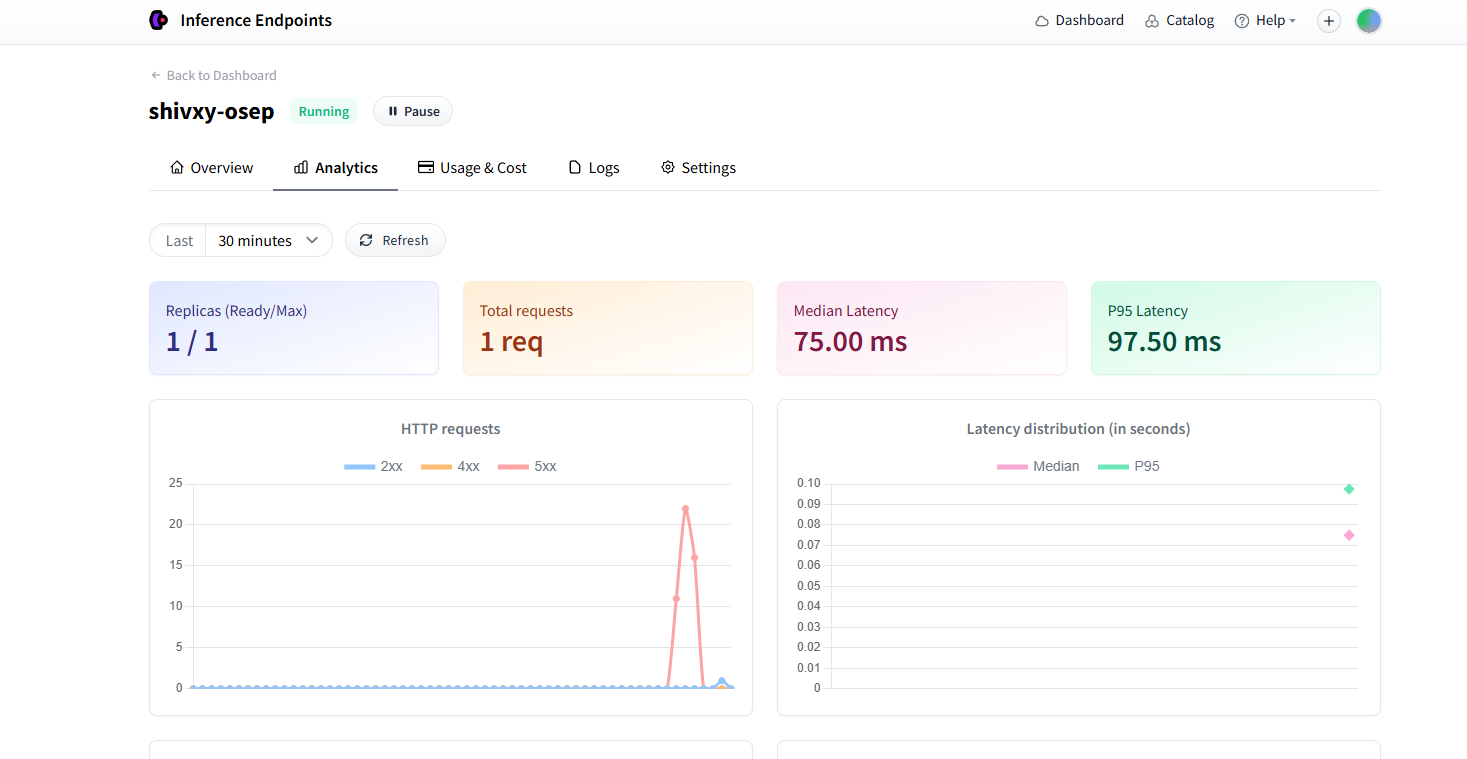 Inference Endpoints
Dashboard
Catalog
Help
Back to Dashboard
shivxy-osep
Running
Pause
Overview
Analytics
Usage & Cost
Logs
Settings
Last
30 minutes
Refresh
Replicas (Ready/Max)
1 / 1
Total requests
1 req
Median Latency
75.00 ms
P95 Latency
97.50 ms
HTTP requests
2xx
4xx
5xx
25
20
15
10
5
0
Latency distribution (in seconds)
Median
P95
0.10
0.09
0.08
0.07
0.06
0.05
0.04
0.03
0.02
0.01
0